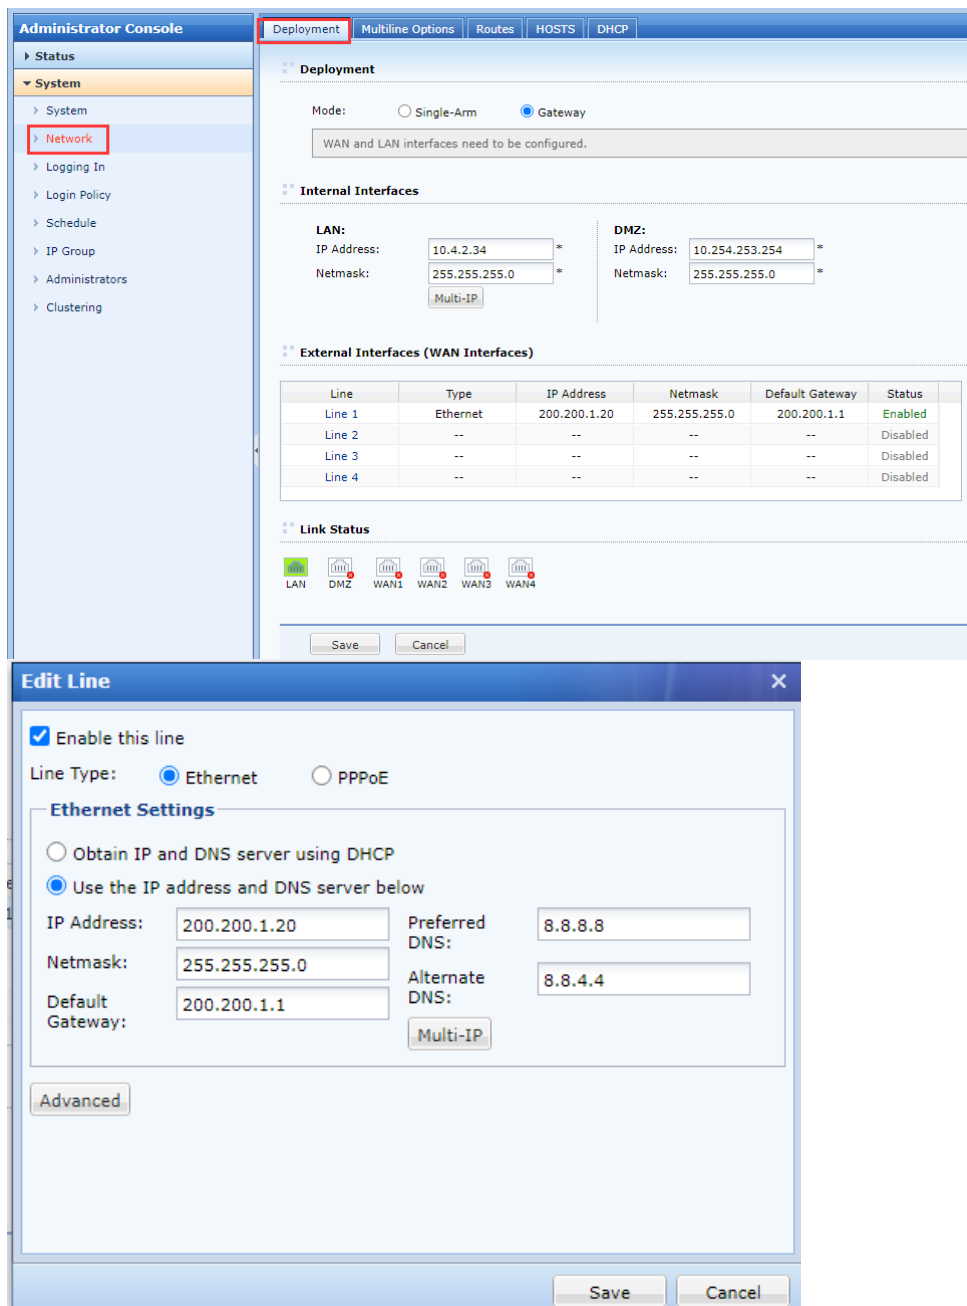 Administrator Console
Deployment Multiline Options Routes HOSTS DHCP
Status
System
System
Network
Logging In
Login Policy
Schedule
IP Group
Administrators
Clustering
Deployment
Mode: Single-Arm Gateway
WAN and LAN interfaces need to be configured.
Internal Interfaces
LAN:
IP Address: 10.4.2.34 *
Netmask: 255.255.255.0 *
Multi-IP
DMZ:
IP Address: 10.254.253.254 *
Netmask: 255.255.255.0 *
External Interfaces (WAN Interfaces)
Line Type IP Address Netmask Default Gateway Status
Line 1 Ethernet 200.200.1.20 255.255.255.0 200.200.1.1 Enabled
Line 2 -- -- -- -- Disabled
Line 3 -- -- -- -- Disabled
Line 4 -- -- -- -- Disabled
Link Status
LAN DMZ WAN1 WAN2 WAN3 WAN4
Save Cancel
Edit Line
Enable this line
Line Type: Ethernet PPPoE
Ethernet Settings
Obtain IP and DNS server using DHCP
Use the IP address and DNS server below
IP Address: 200.200.1.20
Netmask: 255.255.255.0
Default
Gateway: 200.200.1.1
Preferred
DNS: 8.8.8.8
Alternate
DNS: 8.8.4.4
Multi-IP
Advanced
Save Cancel